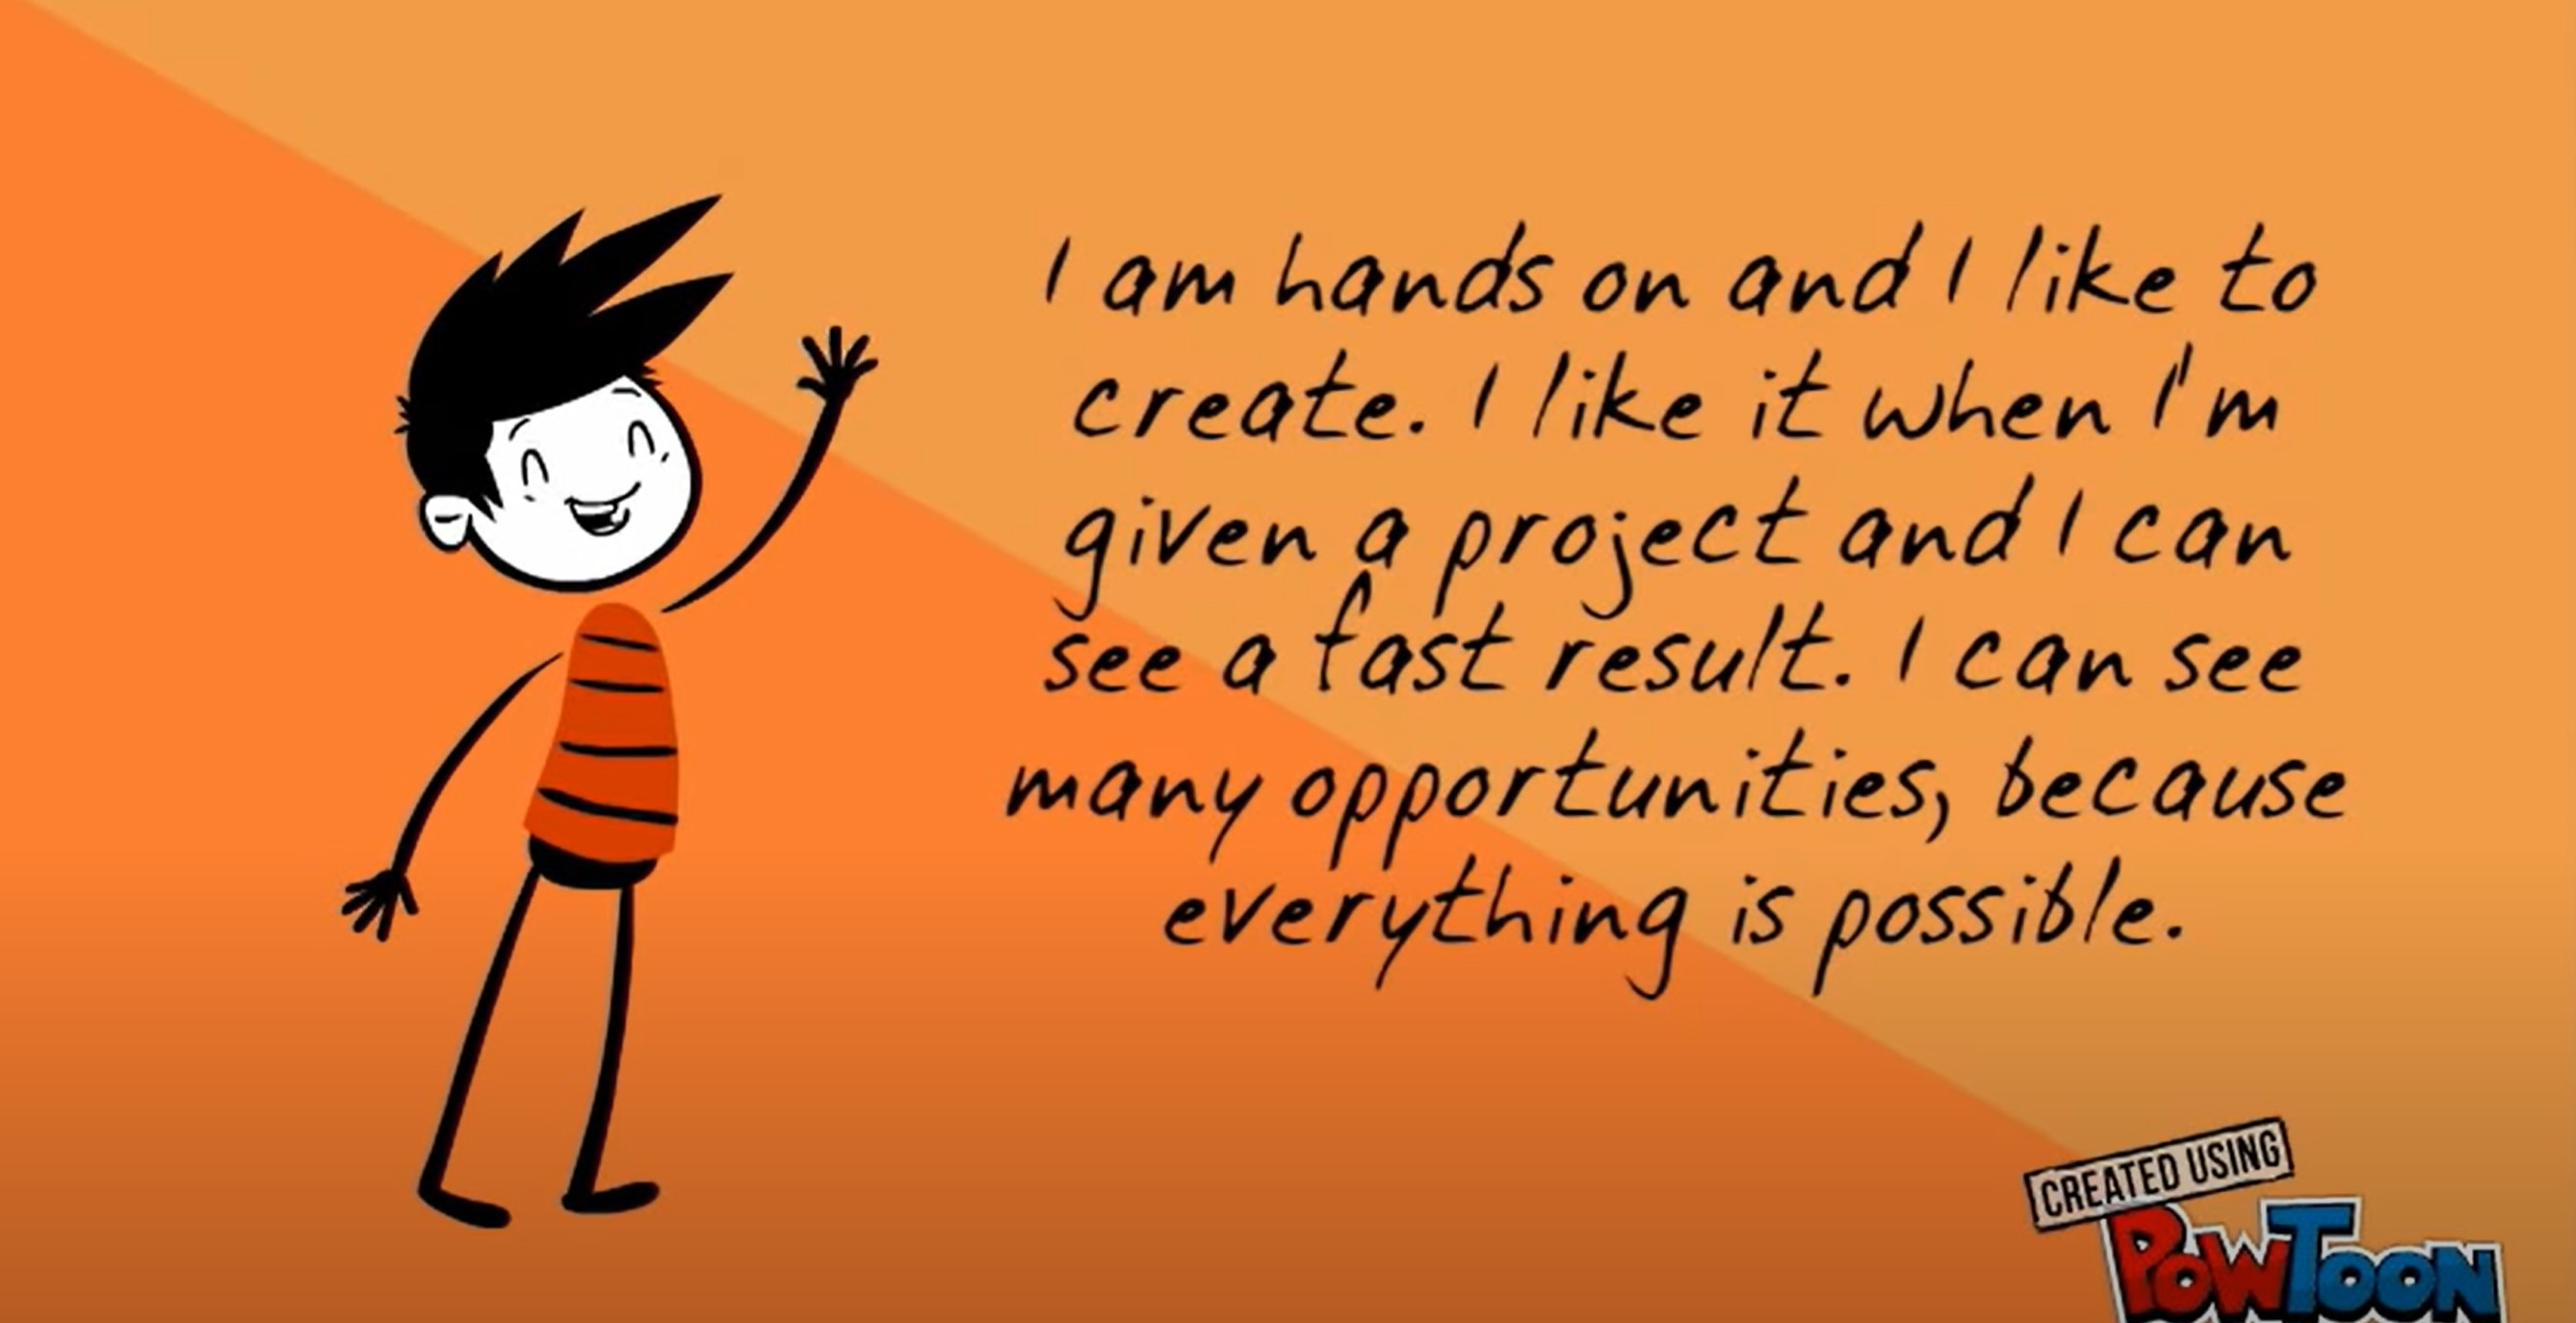 I am hands on and I like to
create. I like it when I'm
given a project and I can
see a fast result. I can see
many opportunities, because
everything is possible.
CREATED USING
POWTOON